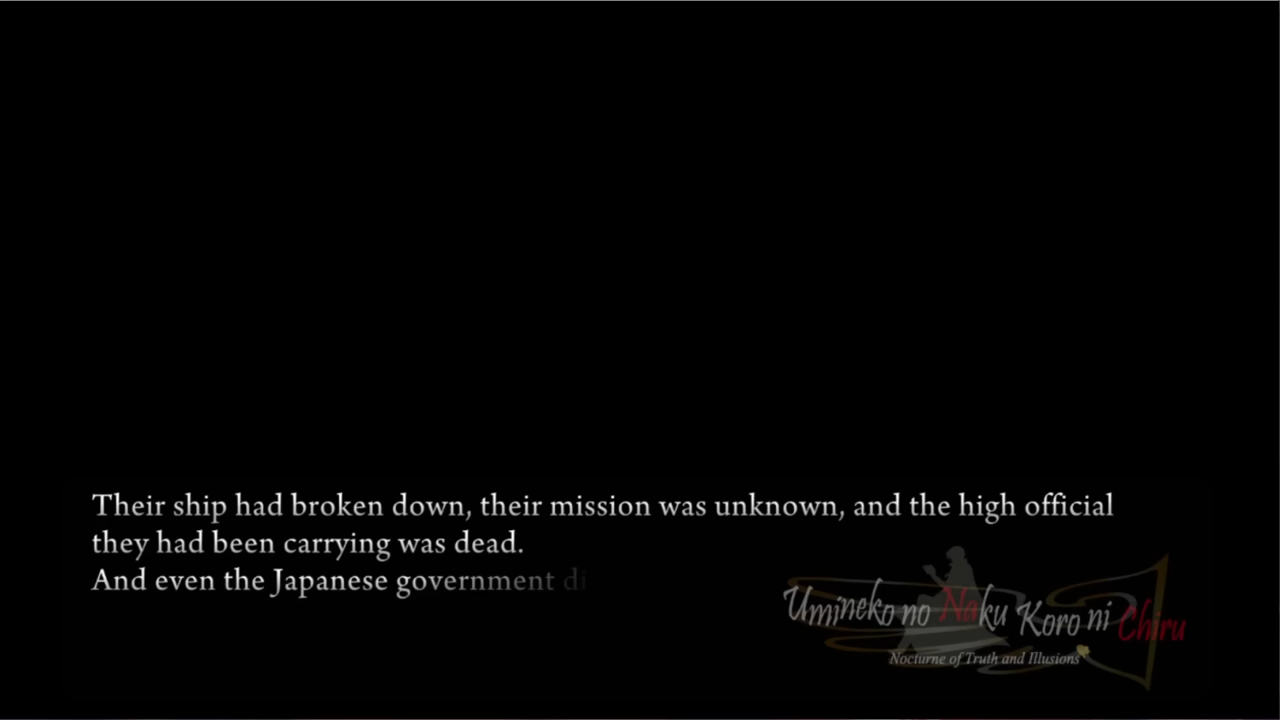 Their ship had broken down, their mission was unknown, and the high official
they had been carrying was dead.
And even the Japanese government di
Umineko no Naku Koro ni Chiru
Nocturne of Truth and Illusions